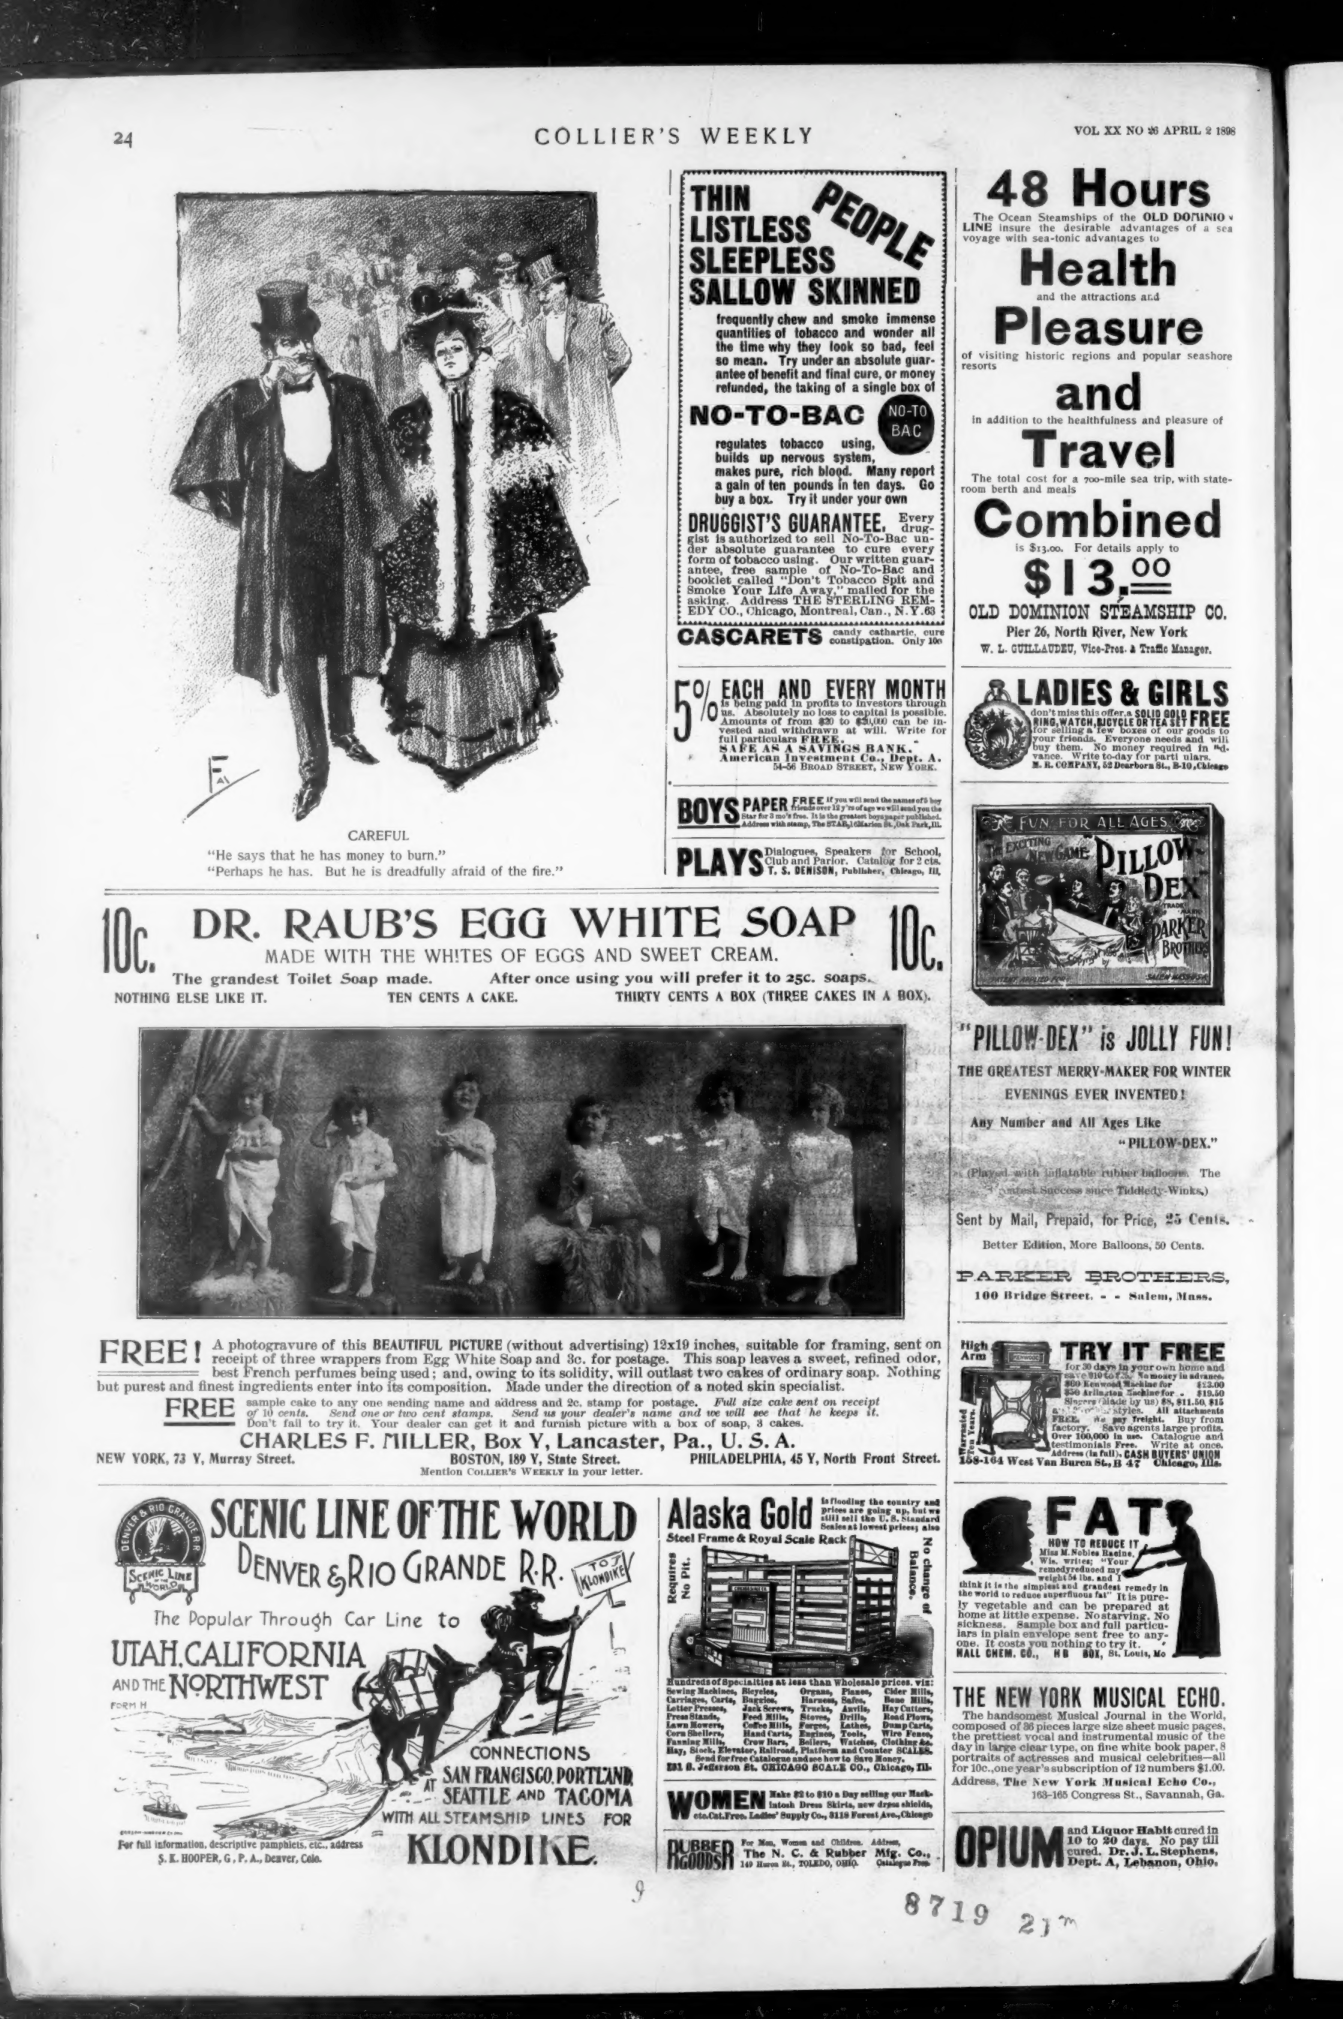 24
COLLIER'S WEEKLY
VOL XX NO 26 APRIL 2 1898
CAREFUL
"He says that he has money to burn."
"Perhaps he has. But he is dreadfully afraid of the fire."
THIN
LISTLESS
SLEEPLESS
SALLOW SKINNED
PEOPLE
frequently chew and smoke immense
quantities of tobacco and wonder all
the time why they look so bad, feel
so mean. Try under an absolute guar-
antee of benefit and final cure, or money
refunded, the taking of a single box of
NO-TO-BAC
NO-TO
BAC
regulates tobacco using,
builds up nervous system,
makes pure, rich blood. Many report
a gain of ten pounds in ten days. Go
buy a box. Try it under your own
DRUGGIST'S GUARANTEE. Every
drug-
gist is authorized to sell No-To-Bac un-
der absolute guarantee to cure every
form of tobacco using. Our written guar-
antee, free sample of No-To-Bac and
booklet called "Don't Tobacco Spit and
Smoke Your Life Away," mailed for the
asking. Address THE STERLING REM-
EDY CO., Chicago, Montreal, Can., N.Y. 63
CASCARETS candy cathartic, cure
constipation. Only 10c
5% EACH AND EVERY MONTH
is being paid in profits to investors through
us. Absolutely no loss to capital is possible.
Amounts of from $20 to $20,000 can be in-
vested and withdrawn at will. Write for
full particulars FREE.
SAFE AS A SAVINGS BANK.
American Investment Co., Dept. A.
54-56 BROAD STREET, NEW YORK.
BOYS PAPER FREE if you will send the names of 5 boy
friends over 12 y'rs of age we will send you the
Star for 3 mo's free. It is the greatest boys paper published.
Address with stamp, The STAR, 16 Marion St., Oak Park, Ill.
PLAYS Dialogues, Speakers for School,
Club and Parlor. Catalog for 2 cts.
T. S. DENISON, Publisher, Chicago, Ill.
48 Hours
The Ocean Steamships of the OLD DOMINION
LINE insure the desirable advantages of a sea
voyage with sea-tonic advantages to
Health
and the attractions and
Pleasure
of visiting historic regions and popular seashore
resorts
and
in addition to the healthfulness and pleasure of
Travel
The total cost for a 700-mile sea trip, with state-
room berth and meals
Combined
is $13.00. For details apply to
$13.00
OLD DOMINION STEAMSHIP CO.
Pier 26, North River, New York
W. L. GUILLAUDEU, Vice-Pres. & Traffic Manager.
LADIES & GIRLS
don't miss this offer, a SOLID GOLD
RING, WATCH, BICYCLE OR TEA SET FREE
for selling a few boxes of our goods to
your friends. Everyone needs and will
buy them. No money required in ad-
vance. Write to-day for particulars.
M. R. COMPANY, 52 Dearborn St., B-10, Chicago
FUN FOR ALL AGES
THE EXCITING
NEW GAME
PILLOW-
DEX
TRADE MARK
PARKER
BROTHERS
"PILLOW-DEX" is JOLLY FUN!
THE GREATEST MERRY-MAKER FOR WINTER
EVENINGS EVER INVENTED!
Any Number and All Ages Like
"PILLOW-DEX."
(Played with inflatable rubber balloons. The
Success since Tiddledy-Winks.)
Sent by Mail, Prepaid, for Price, 25 Cents.
Better Edition, More Balloons, 50 Cents.
PARKER BROTHERS,
100 Bridge Street, - - Salem, Mass.
10c. DR. RAUB'S EGG WHITE SOAP 10c.
MADE WITH THE WHITES OF EGGS AND SWEET CREAM.
The grandest Toilet Soap made. After once using you will prefer it to 25c. soaps.
NOTHING ELSE LIKE IT. TEN CENTS A CAKE. THIRTY CENTS A BOX (THREE CAKES IN A BOX).
FREE! A photogravure of this BEAUTIFUL PICTURE (without advertising) 12x19 inches, suitable for framing, sent on
receipt of three wrappers from Egg White Soap and 3c. for postage. This soap leaves a sweet, refined odor,
best French perfumes being used; and, owing to its solidity, will outlast two cakes of ordinary soap. Nothing
but purest and finest ingredients enter into its composition. Made under the direction of a noted skin specialist.
FREE sample cake to any one sending name and address and 2c. stamp for postage. Full size cake sent on receipt
of 10 cents. Send one or two cent stamps. Send us your dealer's name and we will see that he keeps it.
Don't fail to try it. Your dealer can get it and furnish picture with a box of soap, 3 cakes.
CHARLES F. MILLER, Box Y, Lancaster, Pa., U. S. A.
NEW YORK, 73 Y, Murray Street. BOSTON, 189 Y, State Street. PHILADELPHIA, 45 Y, North Front Street.
Mention COLLIER'S WEEKLY in your letter.
High
Arm
TRY IT FREE
for 30 days in your own home and
save $10 to $25. No money in advance.
$60 Kenwood Machine for $23.00
$50 Arlington Machine for $19.50
Singers (Made by us) $8, $11.50, $15
styles. All attachments
FREE. We pay freight. Buy from
factory. Save agents large profits.
Over 100,000 in use. Catalogue and
testimonials Free. Write at once.
Address (in full), CASH BUYERS' UNION
158-164 West Van Buren St., B 47 Chicago, Ills.
Warranted
Ten Years.
DENVER & RIO GRANDE R.R.
SCENIC LINE
OF THE
WORLD
SCENIC LINE OF THE WORLD
DENVER & RIO GRANDE R.R.
TO
KLONDIKE
The Popular Through Car Line to
UTAH, CALIFORNIA
AND THE NORTHWEST
FORM H
CONNECTIONS
AT SAN FRANCISCO, PORTLAND
SEATTLE AND TACOMA
WITH ALL STEAMSHIP LINES FOR
KLONDIKE.
For full information, descriptive pamphlets, etc., address
S. K. HOOPER, G. P. A., Denver, Colo.
Alaska Gold is flooding the country and
prices are going up, but we
still sell the U. S. Standard
Scales at lowest prices; also
Steel Frame & Royal Scale Rack
Requires
No Pit.
No change of
Balance.
Hundreds of Specialties at less than Wholesale prices. viz:
Sewing Machines, Bicycles, Organs, Pianos, Cider Mills,
Carriages, Carts, Buggies, Harness, Safes, Bone Mills,
Letter Presses, Jack Screws, Trucks, Anvils, Hay Cutters,
Press Stands, Feed Mills, Stoves, Drills, Road Plows,
Lawn Mowers, Coffee Mills, Forges, Lathes, Dump Carts,
Corn Shellers, Hand Carts, Engines, Tools, Wire Fence,
Fanning Mills, Crow Bars, Boilers, Watches, Clothing &c.
Hay, Stock, Elevator, Railroad, Platform and Counter SCALES.
Send for free Catalogue and see how to Save Money.
151 S. Jefferson St. CHICAGO SCALE CO., Chicago, Ill.
WOMEN Make $2 to $10 a Day selling our Mack-
intosh Dress Skirts, new dress shields,
etc. Cat. Free. Ladies' Supply Co., 3118 Forest Ave., Chicago
RUBBER
GOODS
For Men, Women and Children. Address,
The N. C. & Rubber Mfg. Co.,
149 Huron St., TOLEDO, OHIO. Catalogue Free.
FAT
HOW TO REDUCE IT
Miss M. Nobles Racine,
Wis. writes; "Your
remedy reduced my
weight 54 lbs. and I
think it is the simplest and grandest remedy in
the world to reduce superfluous fat" It is pure-
ly vegetable and can be prepared at
home at little expense. No starving. No
sickness. Sample box and full particu-
lars in plain envelope sent free to any-
one. It costs you nothing to try it.
HALL CHEM. CO., H B BOX, St. Louis, Mo
THE NEW YORK MUSICAL ECHO.
The handsomest Musical Journal in the World,
composed of 36 pieces large size sheet music pages,
the prettiest vocal and instrumental music of the
day in large clear type, on fine white book paper, 8
portraits of actresses and musical celebrities—all
for 10c., one year's subscription of 12 numbers $1.00.
Address, The New York Musical Echo Co.,
163-165 Congress St., Savannah, Ga.
OPIUM and Liquor Habit cured in
10 to 20 days. No pay till
cured. Dr. J. L. Stephens,
Dept. A, Lebanon, Ohio.
9
8719